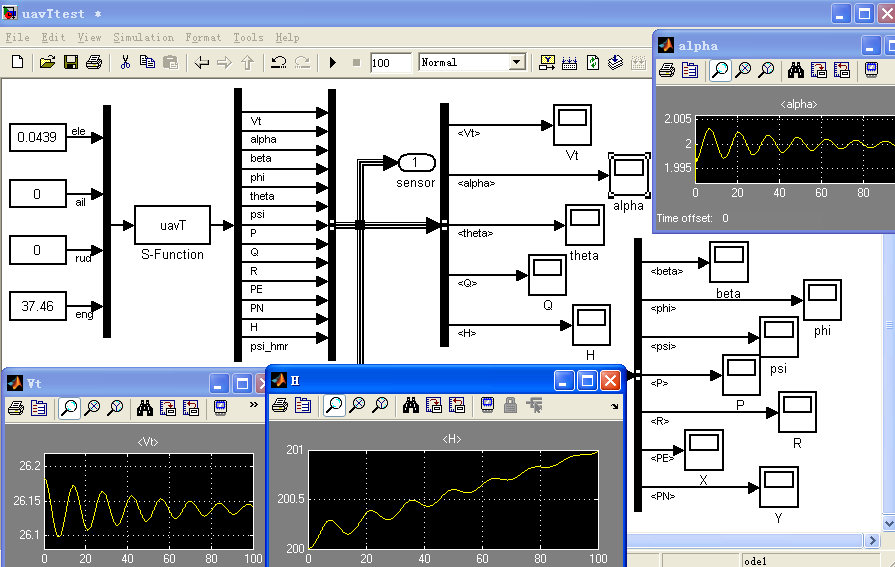 uavTtest *
File Edit View Simulation Format Tools Help
100 Normal
0.0439 ele
0 ail
0 rud
37.46 eng
uavT
S-Function
Vt
alpha
beta
phi
theta
psi
P
Q
R
PE
PN
H
psi_hmr
1
sensor
<Vt>
<alpha>
<theta>
<Q>
<H>
Vt
alpha
theta
Q
H
alpha
<alpha>
2.005
2
1.995
0 20 40 60 80
Time offset: 0
<beta>
<phi>
<psi>
<P>
<R>
<PE>
<PN>
beta
phi
psi
P
R
X
Y
Vt
<Vt>
26.2
26.15
26.1
0 20 40 60 80 100
H
<H>
201
200.5
200
0 20 40 60 80 100
ode1